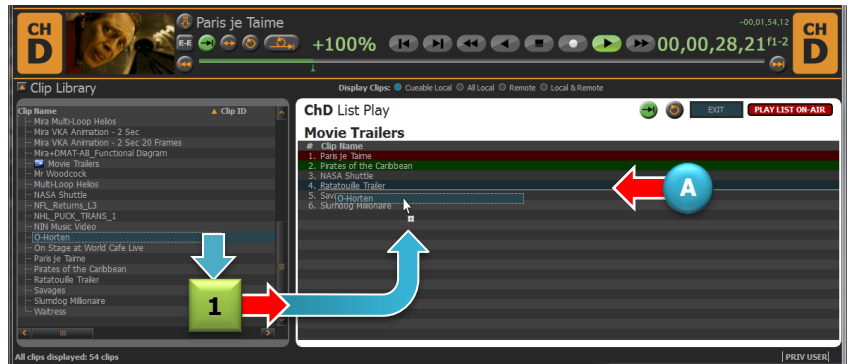 CH
D
Paris je Taime
-00,01,54,12
CH
D
E-E
+100%
00,00,28,21f1-2
Clip Library
Display Clips: Cueable Local All Local Remote Local & Remote
Clip Name Clip ID
Mira Multi-Loop Helios
Mira VKA Animation - 2 Sec
Mira VKA Animation - 2 Sec 20 Frames
Mira+DMAT-AB_Functional Diagram
Movie Trailers
Mr Woodcock
Multi-Loop Helios
NASA Shuttle
NFL_Returns_L3
NHL_PUCK_TRANS_1
NIN Music Video
O-Horten
On Stage at World Cafe Live
Paris je Taime
Pirates of the Caribbean
Ratatouille Trailer
Savages
Slumdog Millionaire
Waitress
1
ChD List Play
EXIT
PLAY LIST ON-AIR
Movie Trailers
# Clip Name
1. Paris je Taime
2. Pirates of the Caribbean
3. NASA Shuttle
4. Ratatouille Trailer
5. Sav
O-Horten
6. Slumdog Millionaire
A
All clips displayed: 54 clips
PRIV USER